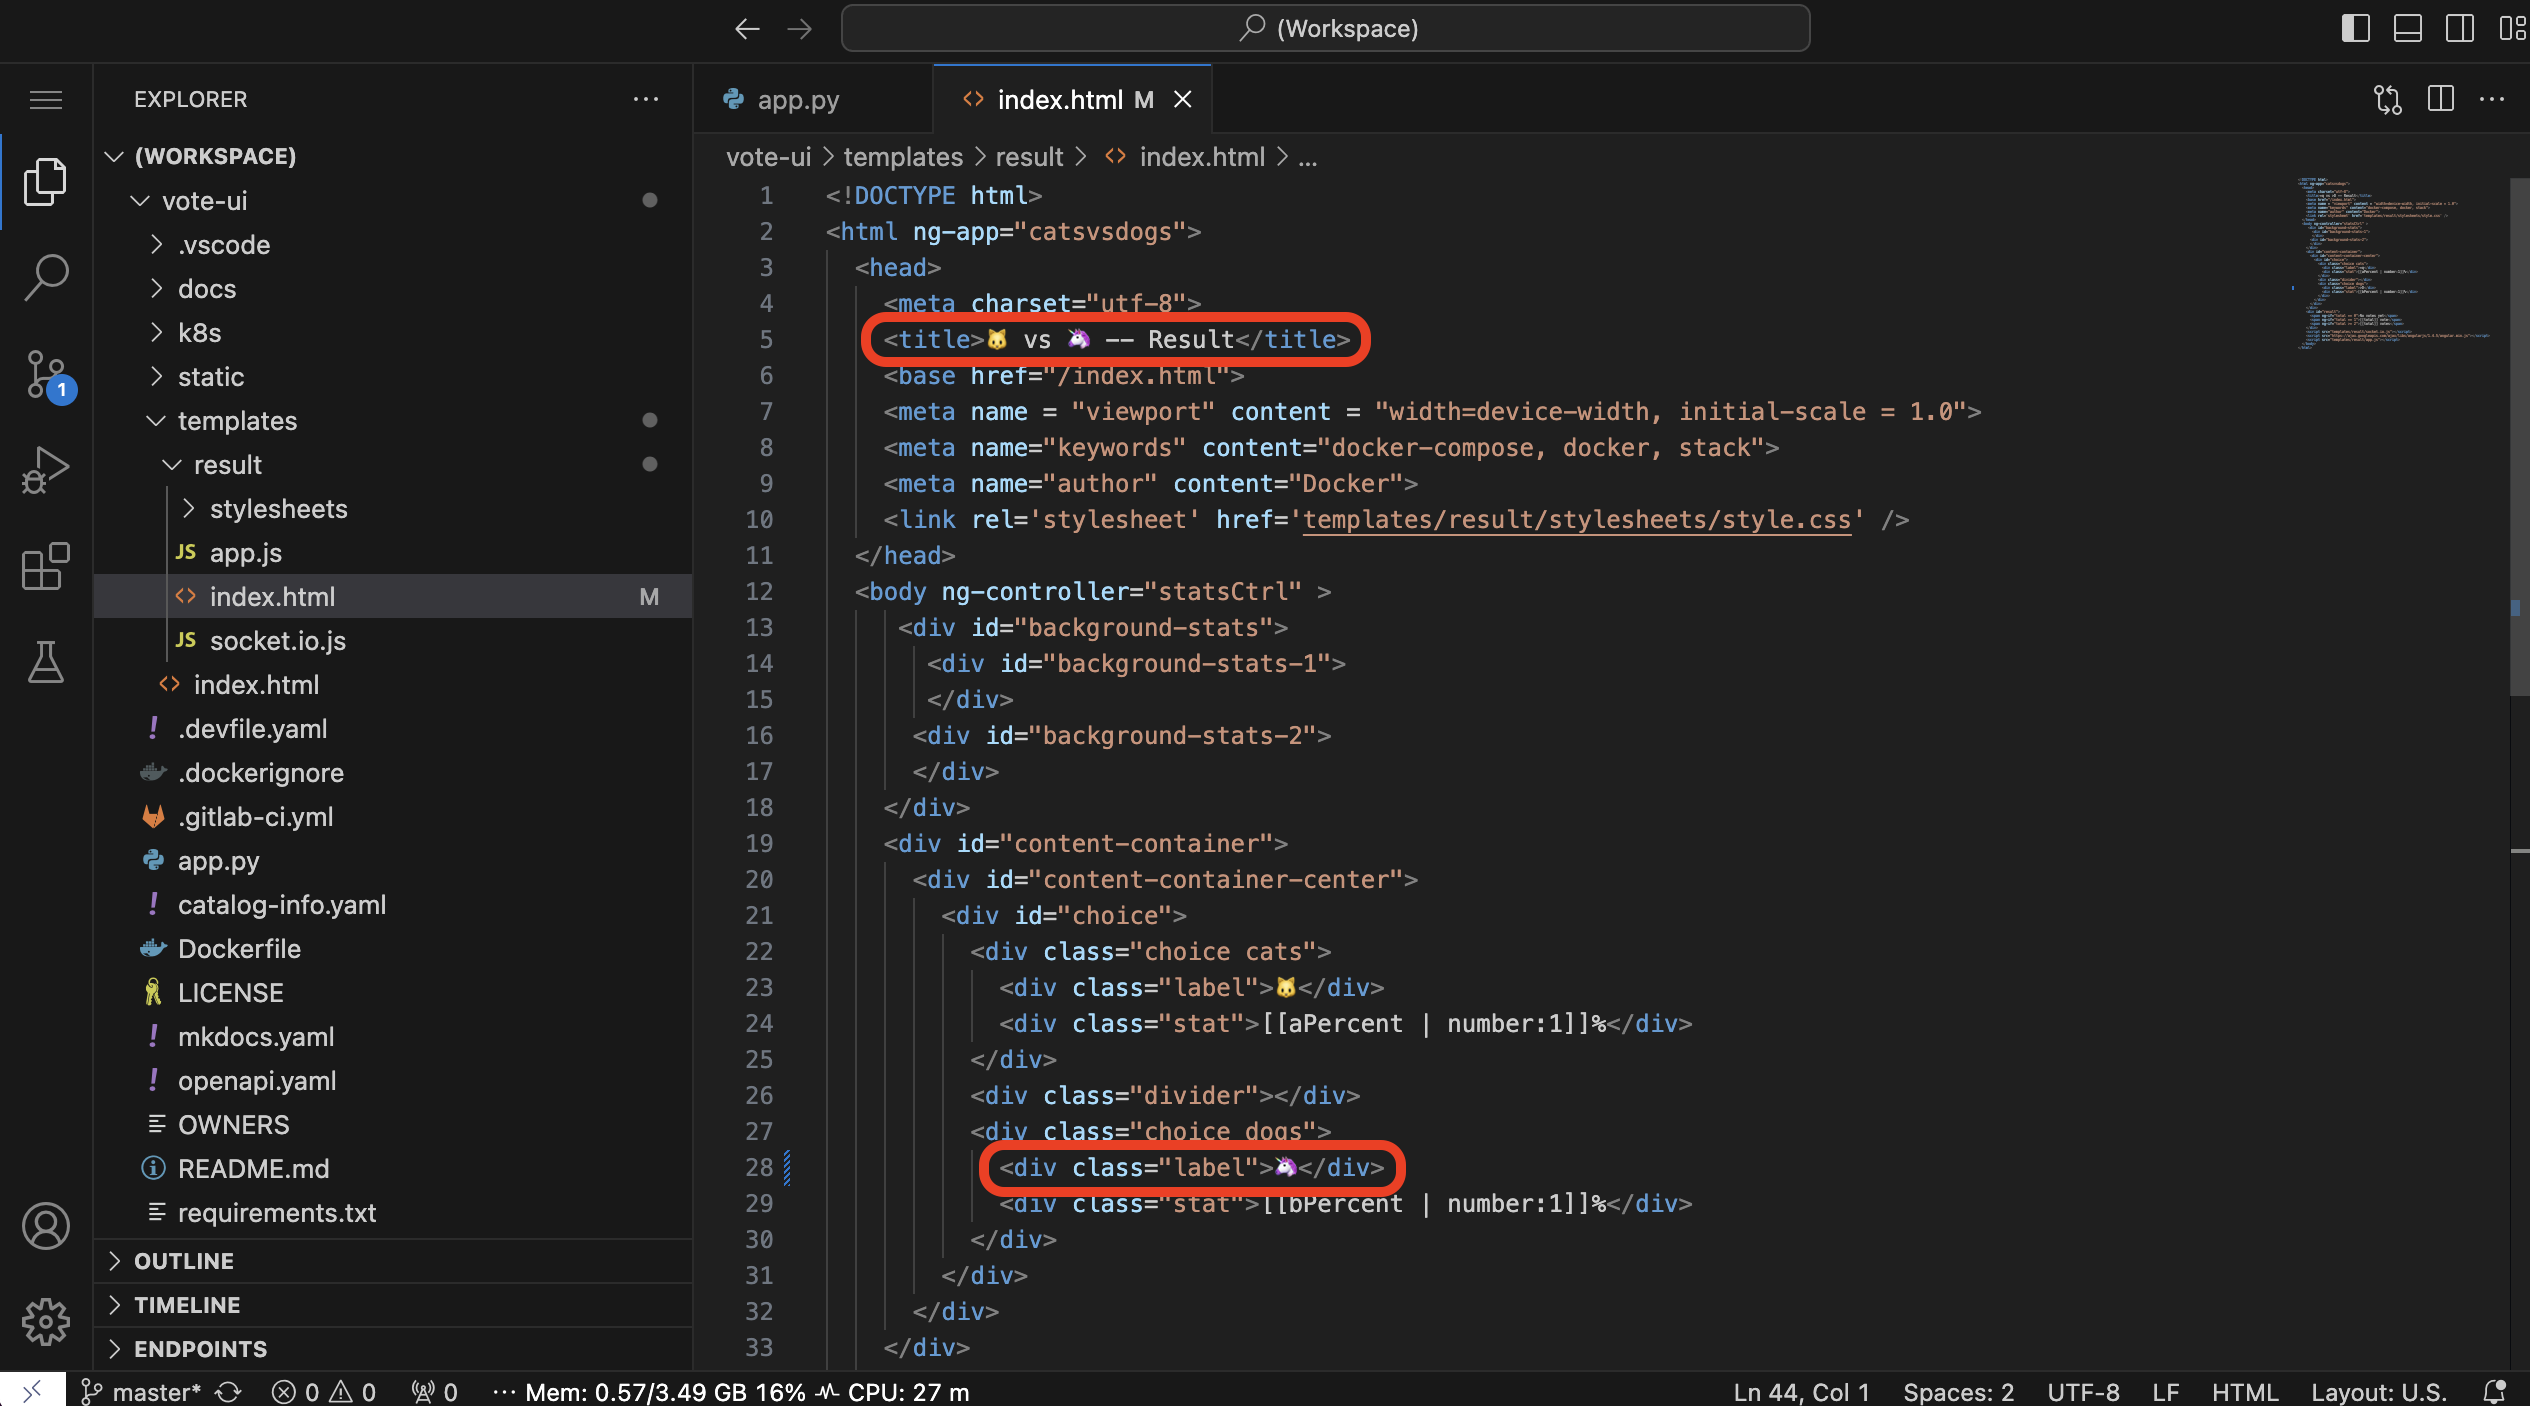 (Workspace)
EXPLORER
(WORKSPACE)
vote-ui
.vscode
docs
k8s
static
1
templates
result
stylesheets
JS app.js
index.html M
JS socket.io.js
index.html
! .devfile.yaml
.dockerignore
.gitlab-ci.yml
app.py
! catalog-info.yaml
Dockerfile
LICENSE
! mkdocs.yaml
! openapi.yaml
OWNERS
README.md
requirements.txt
OUTLINE
TIMELINE
ENDPOINTS
app.py
index.html M
vote-ui > templates > result > index.html > ...
1 <!DOCTYPE html>
2 <html ng-app="catsvsdogs">
3 <head>
4 <meta charset="utf-8">
5 <title>🐱 vs 🦄 -- Result</title>
6 <base href="/index.html">
7 <meta name = "viewport" content = "width=device-width, initial-scale = 1.0">
8 <meta name="keywords" content="docker-compose, docker, stack">
9 <meta name="author" content="Docker">
10 <link rel='stylesheet' href='templates/result/stylesheets/style.css' />
11 </head>
12 <body ng-controller="statsCtrl" >
13 <div id="background-stats">
14 <div id="background-stats-1">
15 </div>
16 <div id="background-stats-2">
17 </div>
18 </div>
19 <div id="content-container">
20 <div id="content-container-center">
21 <div id="choice">
22 <div class="choice cats">
23 <div class="label">🐱</div>
24 <div class="stat">[[aPercent | number:1]]%</div>
25 </div>
26 <div class="divider"></div>
27 <div class="choice dogs">
28 <div class="label">🦄</div>
29 <div class="stat">[[bPercent | number:1]]%</div>
30 </div>
31 </div>
32 </div>
33 </div>
master* 0 0 0 ··· Mem: 0.57/3.49 GB 16% CPU: 27 m
Ln 44, Col 1 Spaces: 2 UTF-8 LF HTML Layout: U.S.